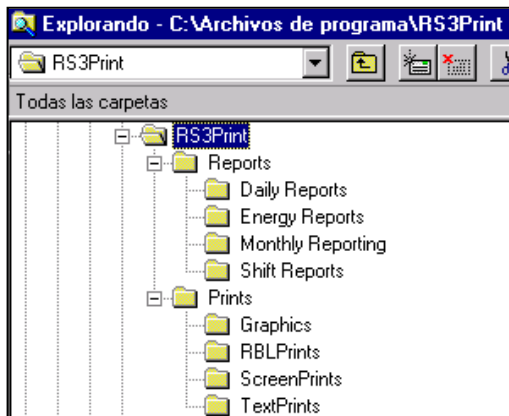 Explorando - C:\Archivos de programa\RS3Print
RS3Print
Todas las carpetas
RS3Print
Reports
Daily Reports
Energy Reports
Monthly Reporting
Shift Reports
Prints
Graphics
RBLPrints
ScreenPrints
TextPrints